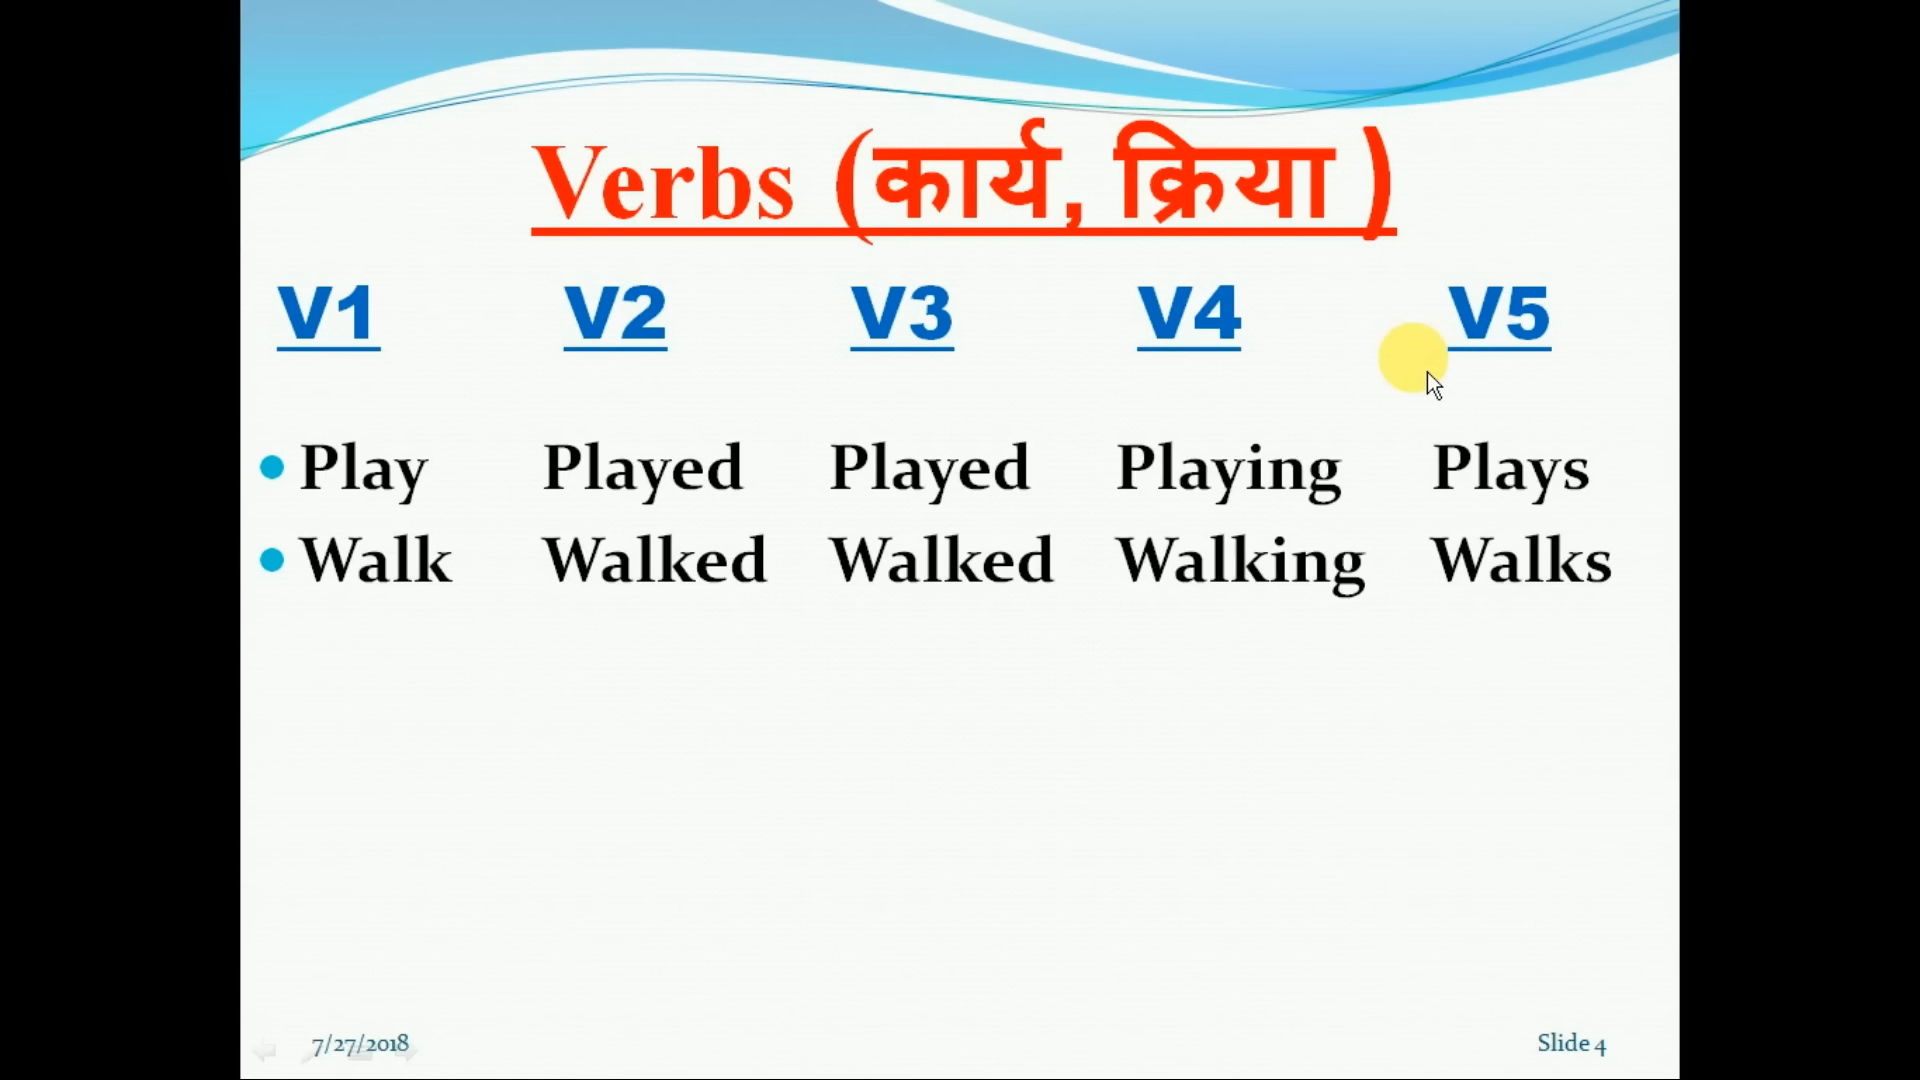 Verbs (कार्य, क्रिया )
V1 V2 V3 V4 V5
• Play Played Played Playing Plays
• Walk Walked Walked Walking Walks
7/27/2018 Slide 4